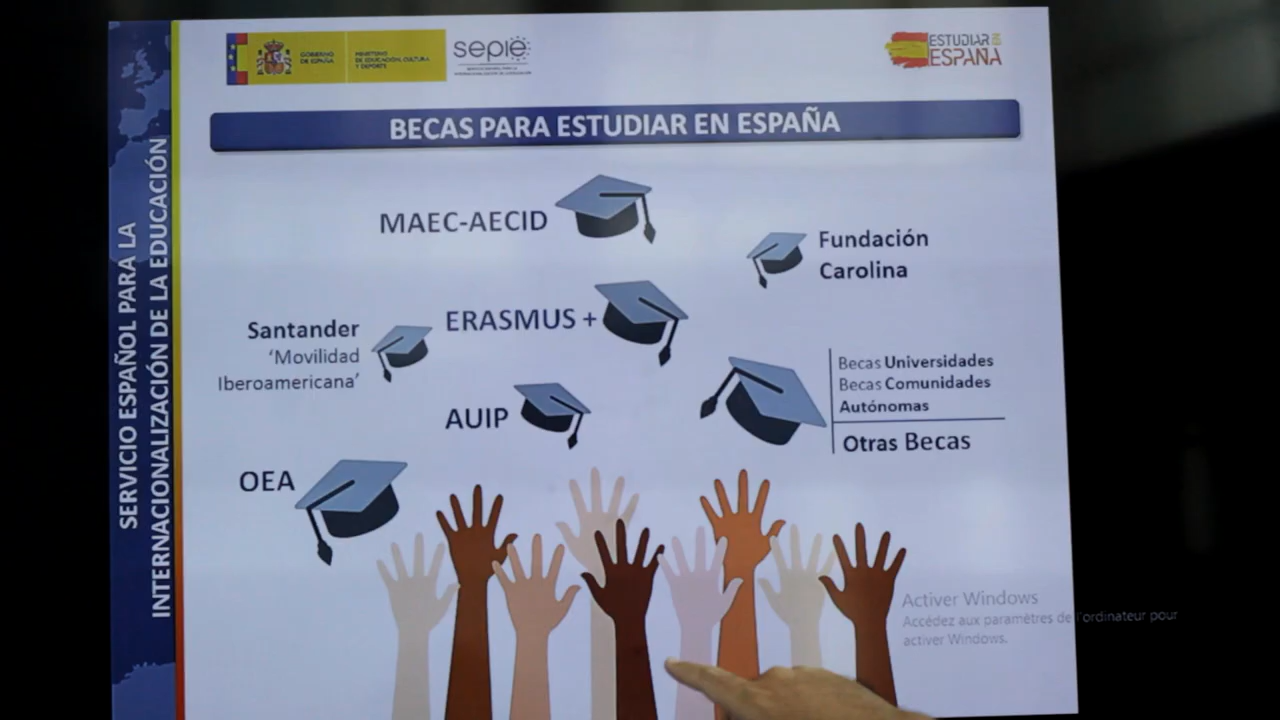 GOBIERNO
DE ESPAÑA
MINISTERIO
DE EDUCACIÓN, CULTURA
Y DEPORTE
sepie
ESTUDIAR EN
ESPAÑA
BECAS PARA ESTUDIAR EN ESPAÑA
SERVICIO ESPAÑOL PARA LA
INTERNACIONALIZACIÓN DE LA EDUCACIÓN
MAEC-AECID
Fundación
Carolina
ERASMUS +
Santander
‘Movilidad
Iberoamericana’
Becas Universidades
Becas Comunidades
Autónomas
Otras Becas
AUIP
OEA
Activer Windows
Accédez aux paramètres de l'ordinateur pour
activer Windows.